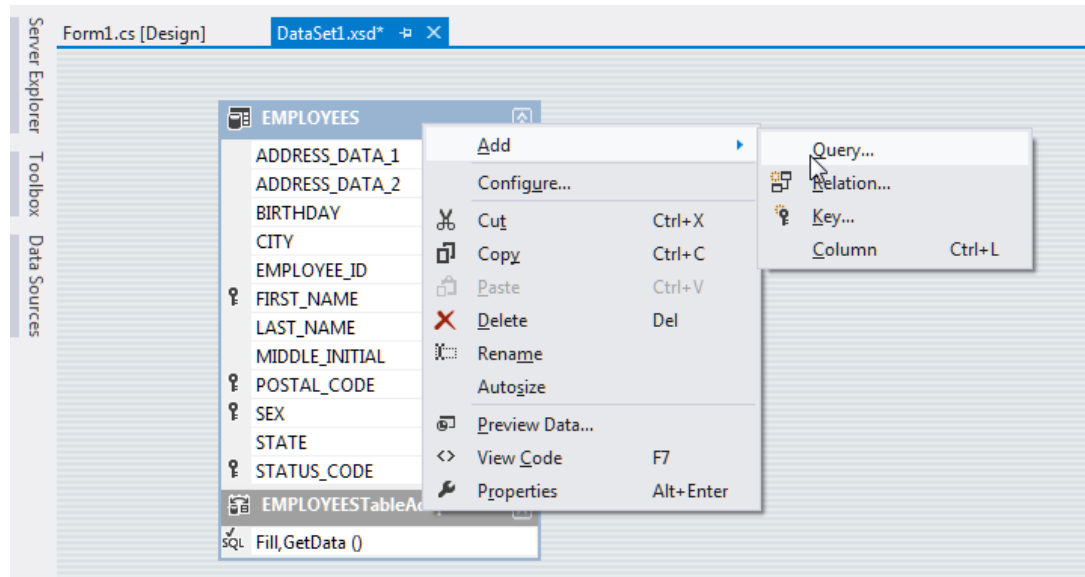 Server Explorer
Toolbox
Data Sources
Form1.cs [Design]
DataSet1.xsd*
EMPLOYEES
ADDRESS_DATA_1
ADDRESS_DATA_2
BIRTHDAY
CITY
EMPLOYEE_ID
FIRST_NAME
LAST_NAME
MIDDLE_INITIAL
POSTAL_CODE
SEX
STATE
STATUS_CODE
EMPLOYEESTableAd
SQL Fill,GetData ()
Add
Configure...
Cut Ctrl+X
Copy Ctrl+C
Paste Ctrl+V
Delete Del
Rename
Autosize
Preview Data...
View Code F7
Properties Alt+Enter
Query...
Relation...
Key...
Column Ctrl+L